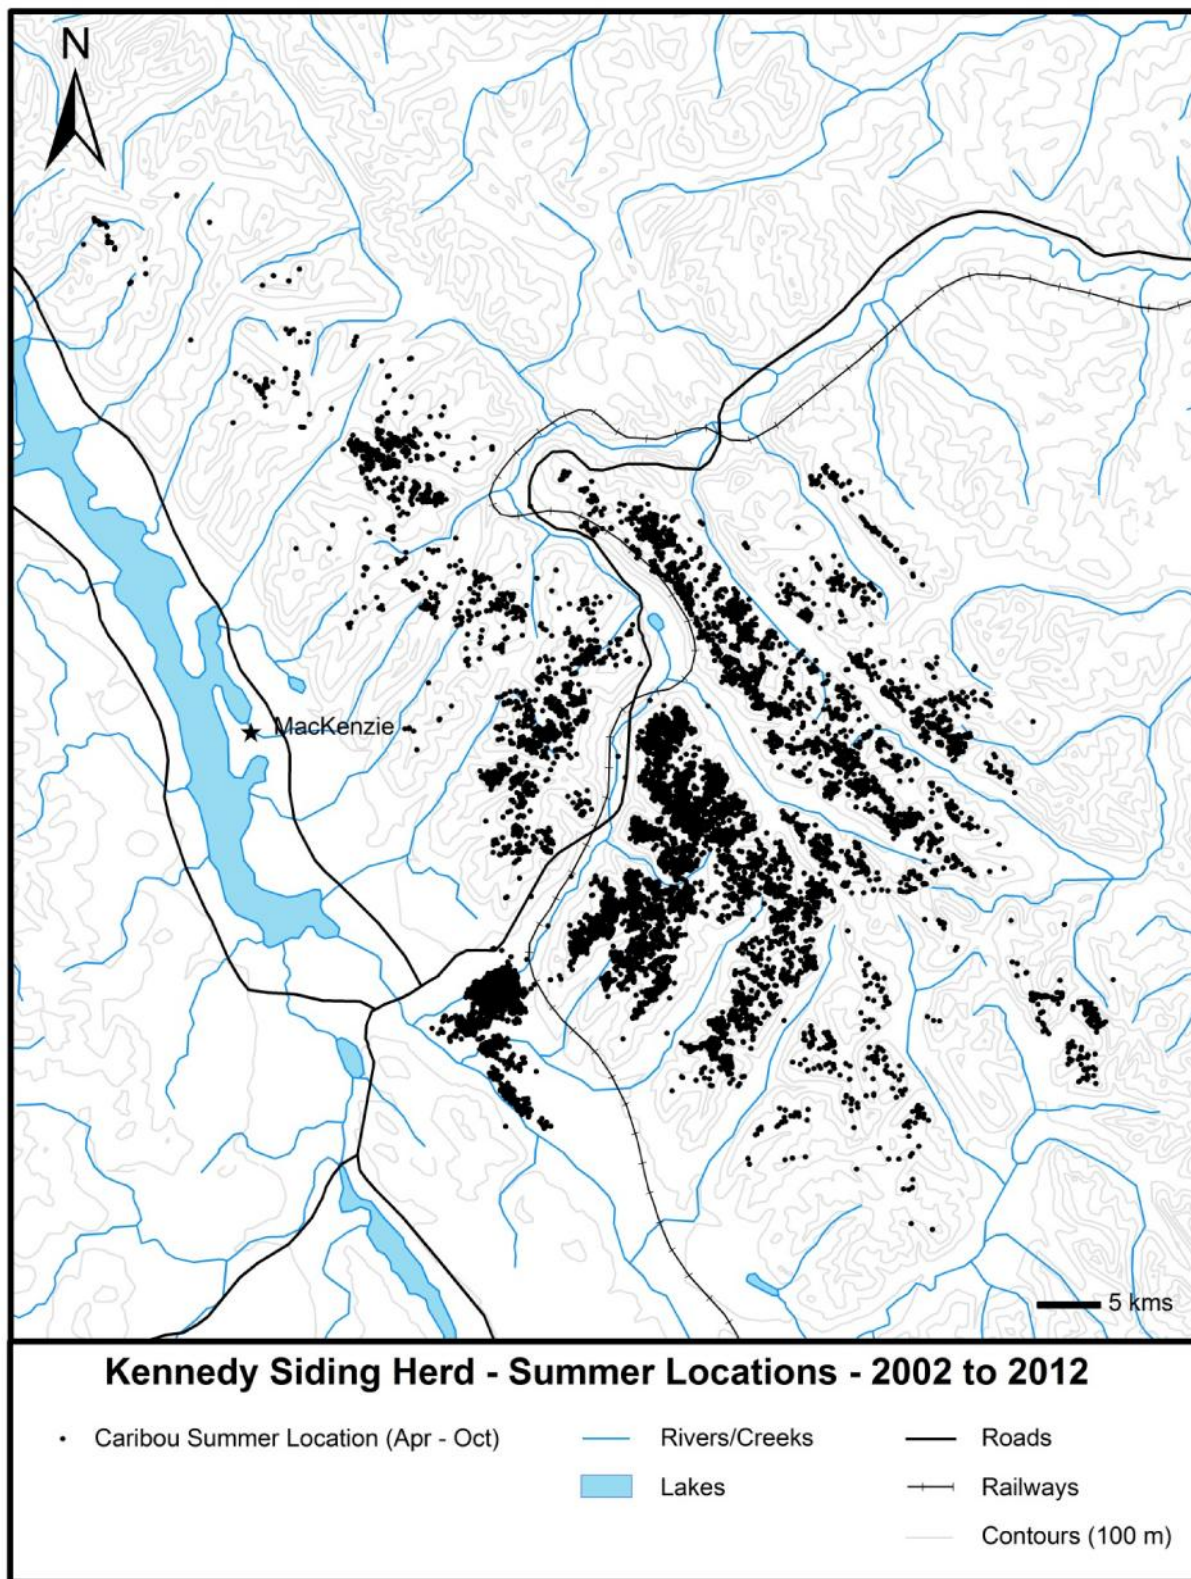 N
MacKenzie
5 kms
Kennedy Siding Herd - Summer Locations - 2002 to 2012
Caribou Summer Location (Apr - Oct)
Rivers/Creeks
Roads
Lakes
Railways
Contours (100 m)